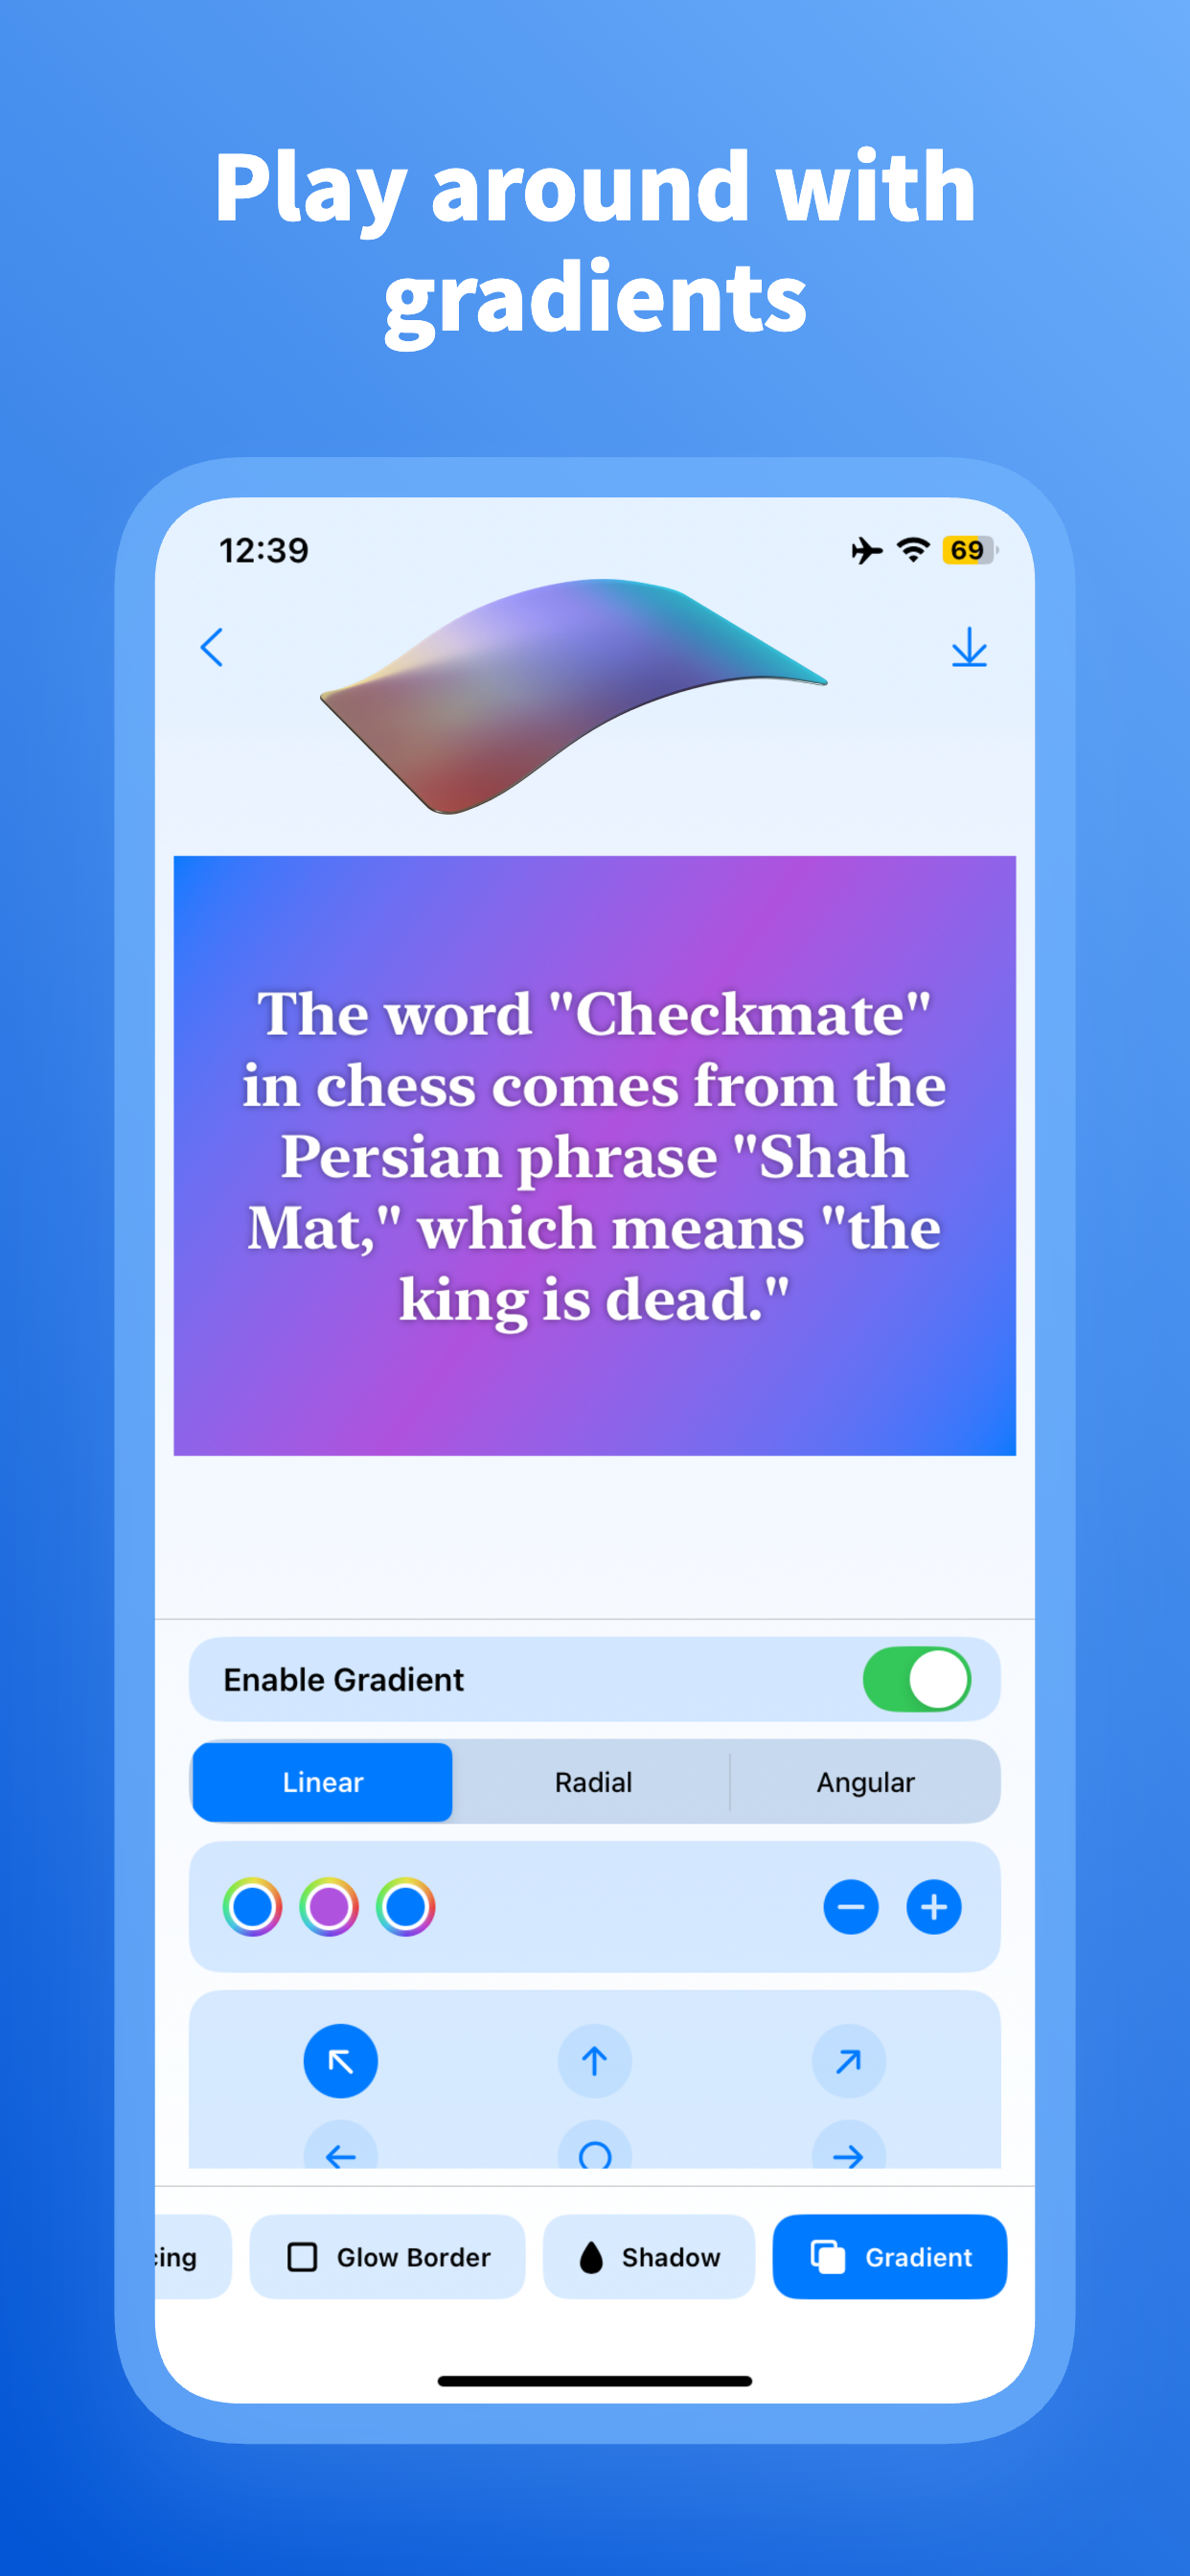 Play around with
gradients
12:39
69
The word "Checkmate"
in chess comes from the
Persian phrase "Shah
Mat," which means "the
king is dead."
Enable Gradient
Linear Radial Angular
Glow Border Shadow Gradient